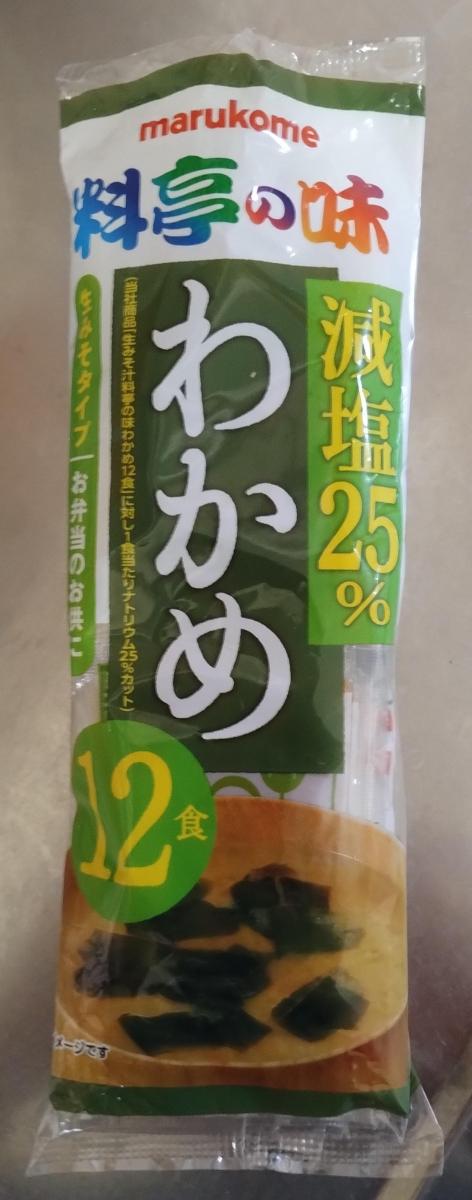 marukome
料亭の味
減塩25%
わかめ
(当社商品「生みそ汁料亭の味わかめ12食」に対し1食当たりナトリウム25%カット)
生みそタイプ
お弁当のお供に
12食
メージです